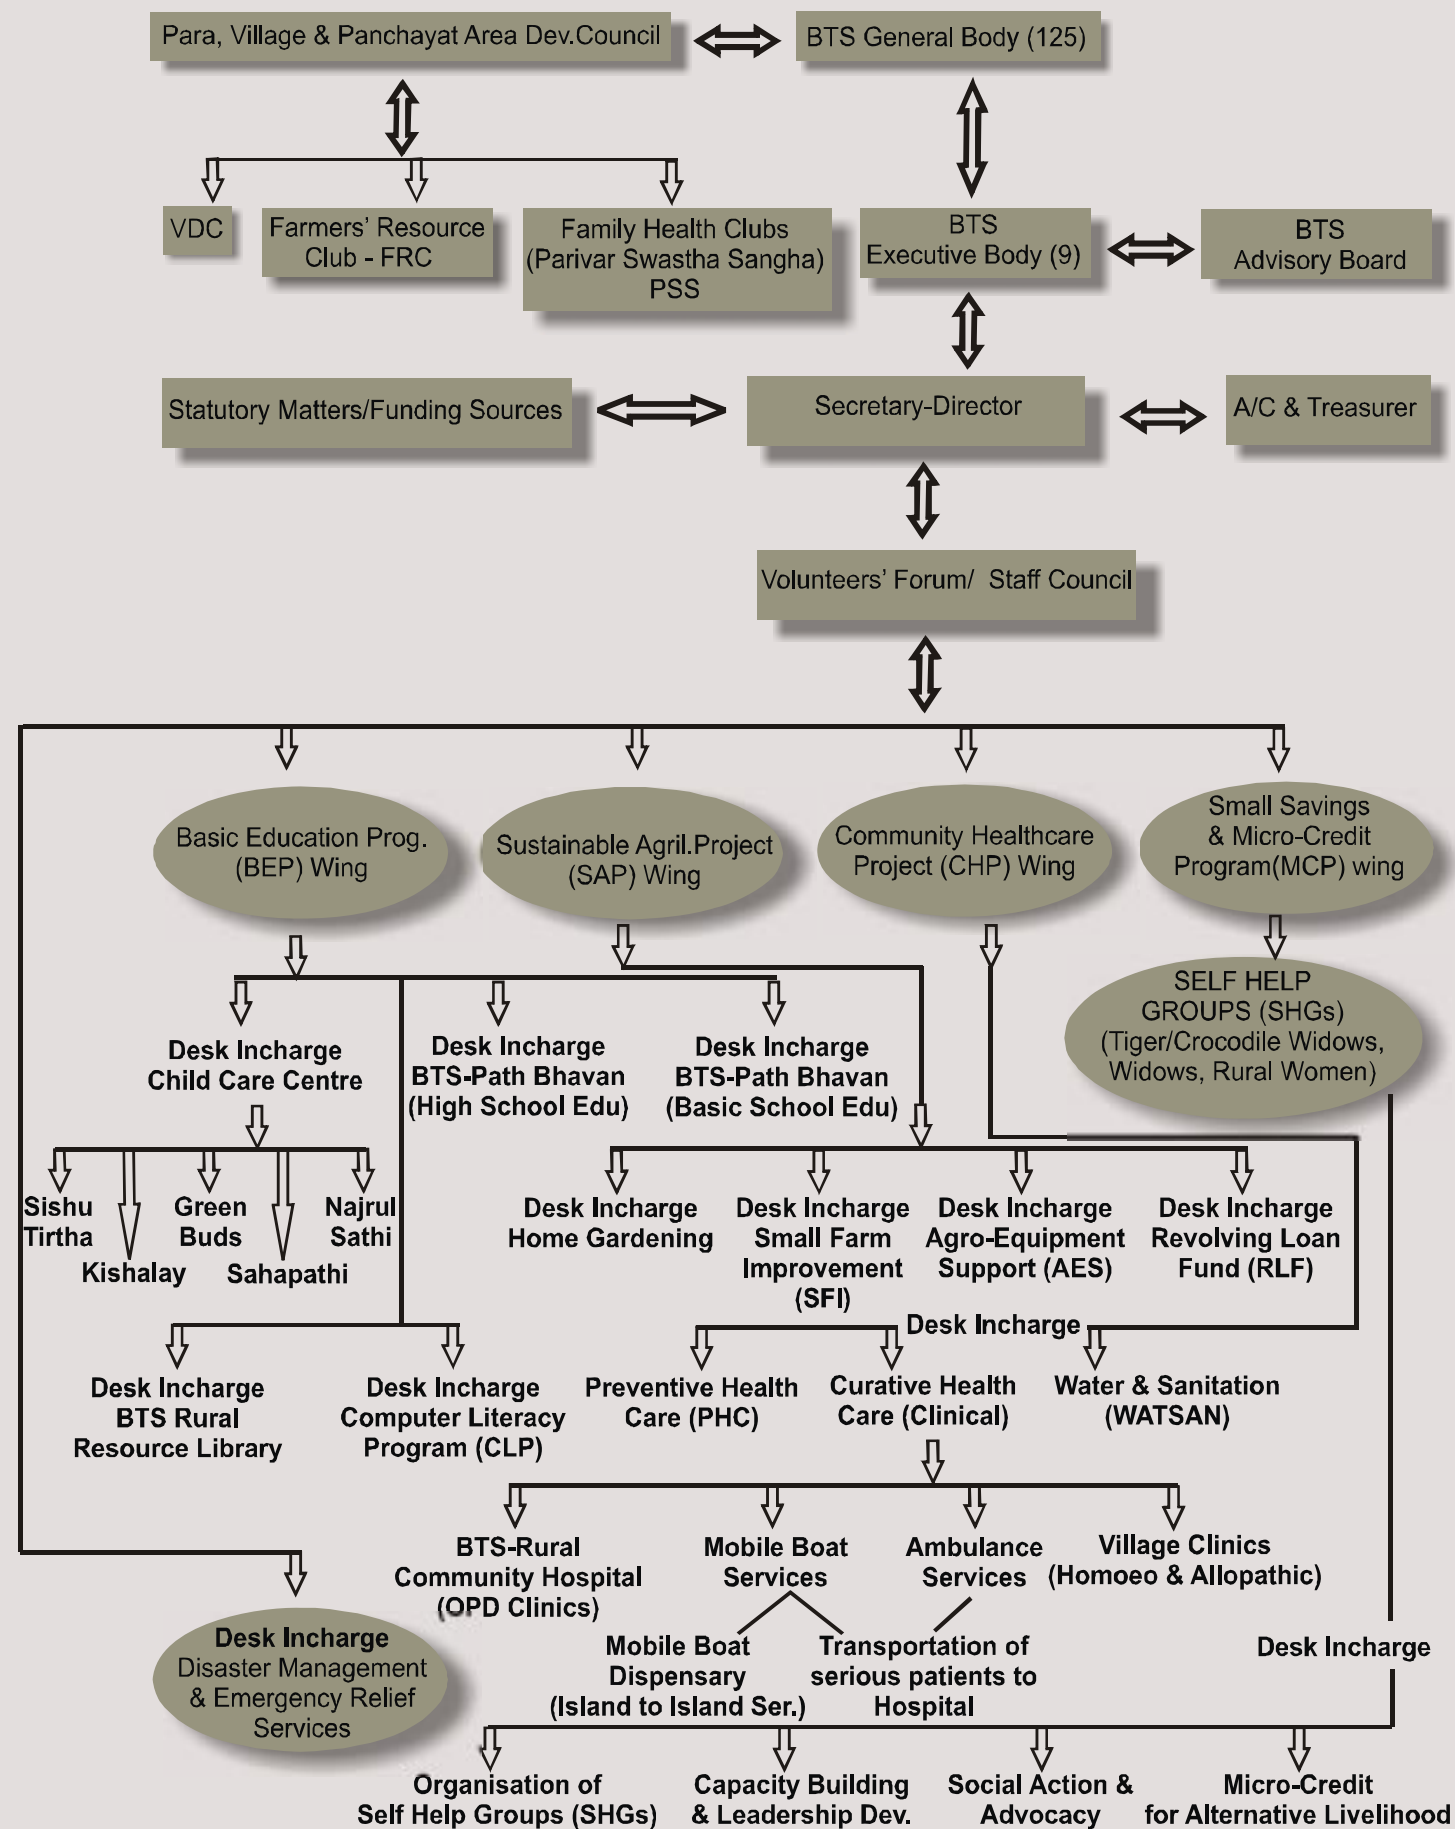 Para, Village & Panchayat Area Dev.Council
BTS General Body (125)
VDC
Farmers' Resource
Club - FRC
Family Health Clubs
(Parivar Swastha Sangha)
PSS
BTS
Executive Body (9)
BTS
Advisory Board
Statutory Matters/Funding Sources
Secretary-Director
A/C & Treasurer
Volunteers' Forum/ Staff Council
Basic Education Prog.
(BEP) Wing
Sustainable Agril.Project
(SAP) Wing
Community Healthcare
Project (CHP) Wing
Small Savings
& Micro-Credit
Program(MCP) wing
SELF HELP
GROUPS (SHGs)
(Tiger/Crocodile Widows,
Widows, Rural Women)
Desk Incharge
Child Care Centre
Desk Incharge
BTS-Path Bhavan
(High School Edu)
Desk Incharge
BTS-Path Bhavan
(Basic School Edu)
Sishu
Tirtha
Kishalay
Green
Buds
Sahapathi
Najrul
Sathi
Desk Incharge
Home Gardening
Desk Incharge
Small Farm
Improvement
(SFI)
Desk Incharge
Agro-Equipment
Support (AES)
Desk Incharge
Revolving Loan
Fund (RLF)
Desk Incharge
Desk Incharge
BTS Rural
Resource Library
Desk Incharge
Computer Literacy
Program (CLP)
Preventive Health
Care (PHC)
Curative Health
Care (Clinical)
Water & Sanitation
(WATSAN)
BTS-Rural
Community Hospital
(OPD Clinics)
Mobile Boat
Services
Ambulance
Services
Village Clinics
(Homoeo & Allopathic)
Desk Incharge
Disaster Management
& Emergency Relief
Services
Mobile Boat
Dispensary
(Island to Island Ser.)
Transportation of
serious patients to
Hospital
Desk Incharge
Organisation of
Self Help Groups (SHGs)
Capacity Building
& Leadership Dev.
Social Action &
Advocacy
Micro-Credit
for Alternative Livelihood